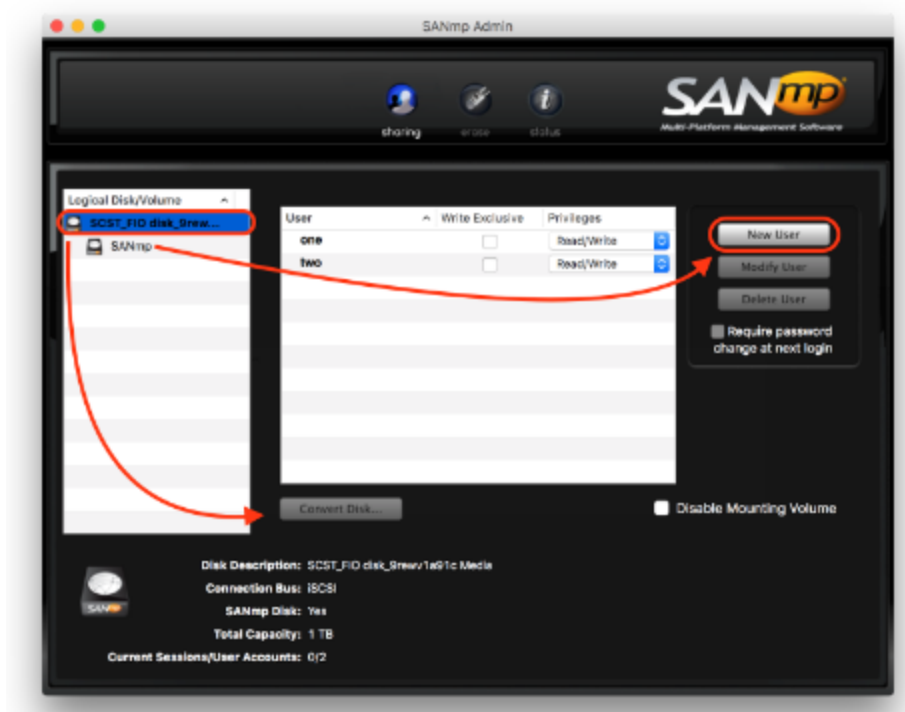 SANmp Admin
SANmp
Multi-Platform Management Software
sharing
erase
status
Logical Disk/Volume
SCST_FIO disk_9rew...
SANmp
User
Write Exclusive
Privileges
one
Read/Write
two
Read/Write
New User
Modify User
Delete User
Require password
change at next login
Convert Disk...
Disable Mounting Volume
SANmp
Disk Description: SCST_FIO disk_9rewv1a91c Media
Connection Bus: iSCSI
SANmp Disk: Yes
Total Capacity: 1 TB
Current Sessions/User Accounts: 0/2